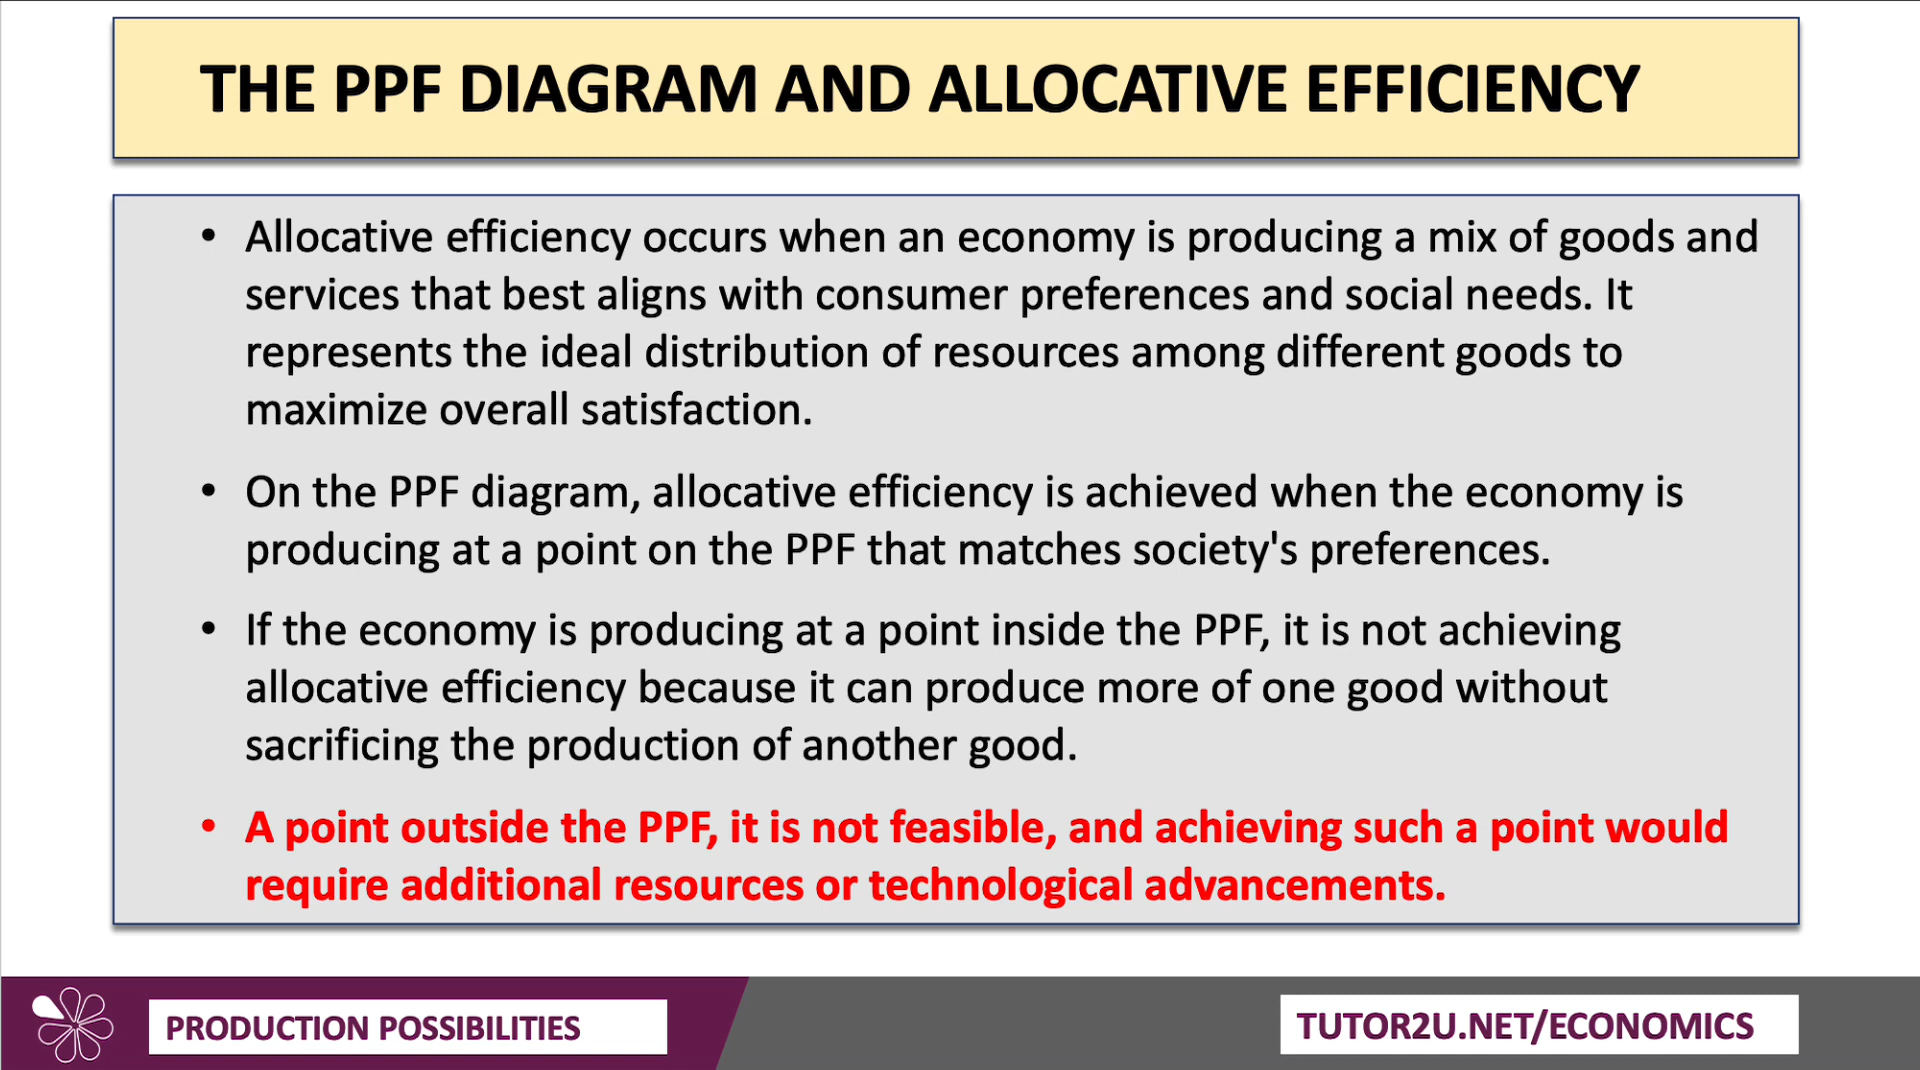 THE PPF DIAGRAM AND ALLOCATIVE EFFICIENCY
• Allocative efficiency occurs when an economy is producing a mix of goods and
services that best aligns with consumer preferences and social needs. It
represents the ideal distribution of resources among different goods to
maximize overall satisfaction.
• On the PPF diagram, allocative efficiency is achieved when the economy is
producing at a point on the PPF that matches society's preferences.
• If the economy is producing at a point inside the PPF, it is not achieving
allocative efficiency because it can produce more of one good without
sacrificing the production of another good.
• A point outside the PPF, it is not feasible, and achieving such a point would
require additional resources or technological advancements.
PRODUCTION POSSIBILITIES
TUTOR2U.NET/ECONOMICS